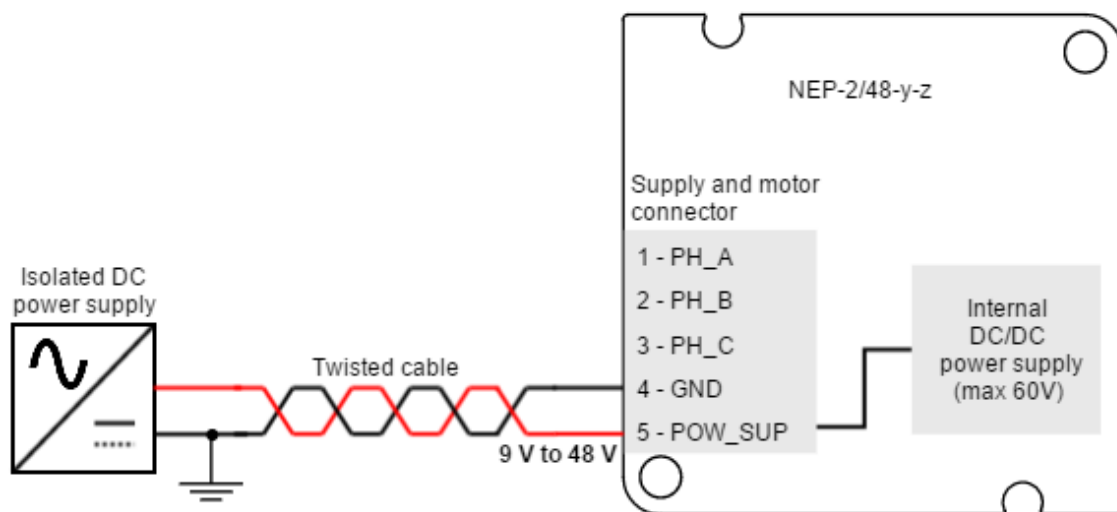 NEP-2/48-y-z
Supply and motor
connector
1 - PH_A
2 - PH_B
3 - PH_C
4 - GND
5 - POW_SUP
Internal
DC/DC
power supply
(max 60V)
Isolated DC
power supply
Twisted cable
9 V to 48 V